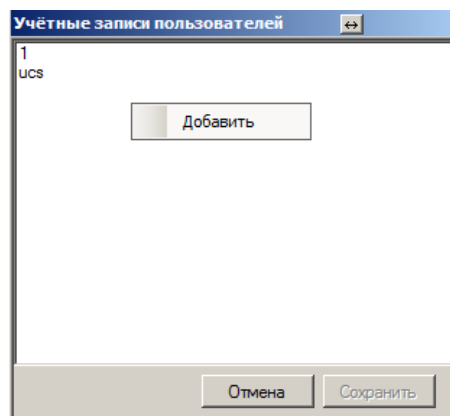 Учётные записи пользователей
1
ucs
Добавить
Отмена
Сохранить